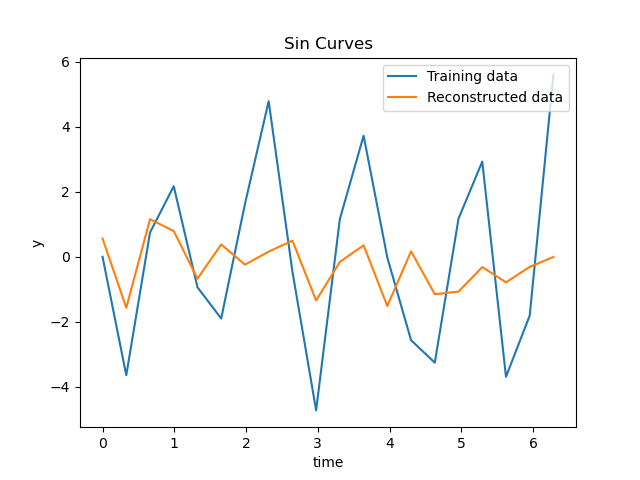 Sin Curves
Training data
Reconstructed data
6
4
2
0
−2
−4
y
0 1 2 3 4 5 6
time